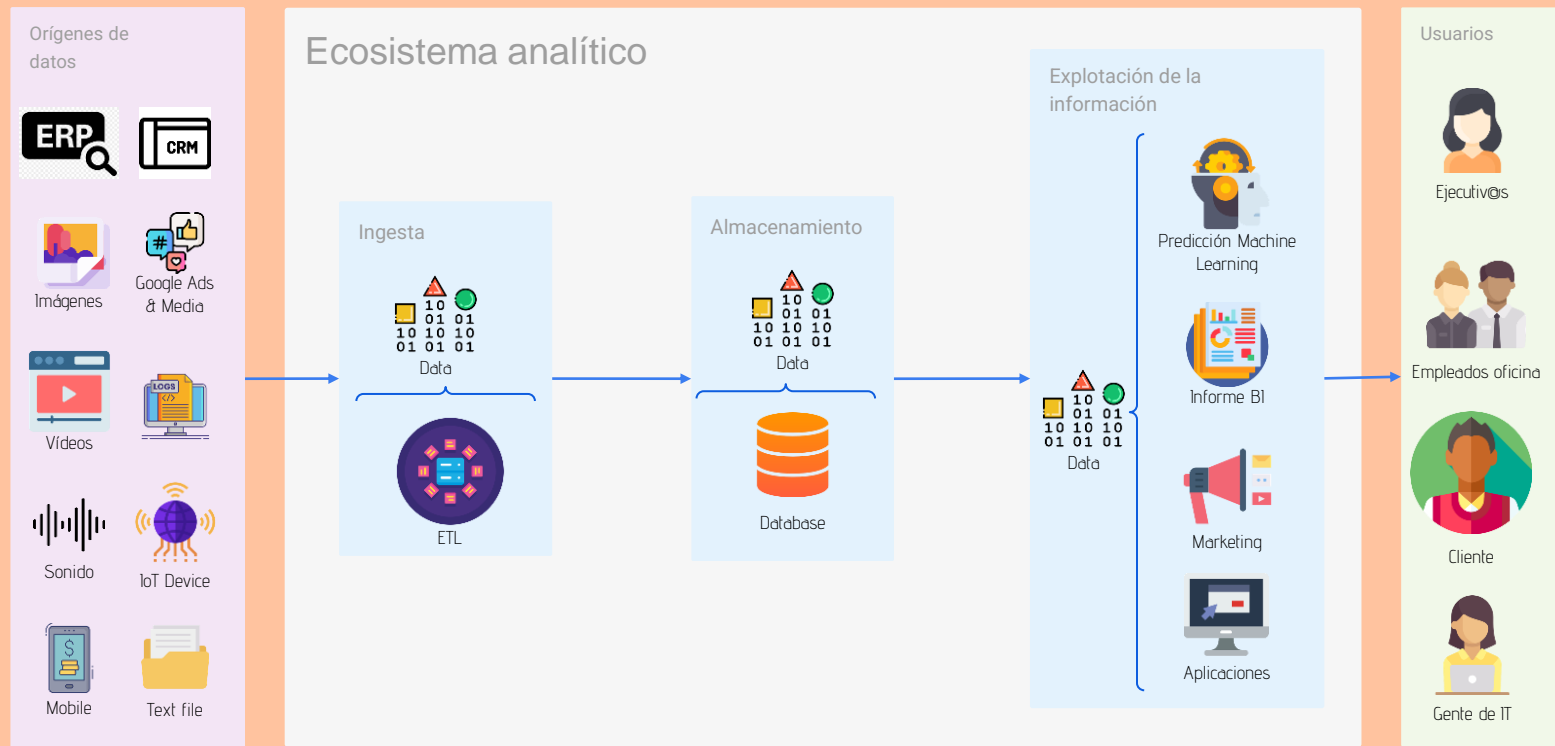 Orígenes de
datos
ERP
CRM
Imágenes
Google Ads
& Media
#
Vídeos
LOGS
</>
Sonido
IoT Device
$
Mobile
Text file
Ecosistema analítico
Ingesta
10
01 01
10 10 10
01 01 01
Data
ETL
Almacenamiento
10
01 01
10 10 10
01 01 01
Data
Database
Explotación de la
información
10
01 01
10 10 10
01 01 01
Data
Predicción Machine
Learning
Informe BI
Marketing
Aplicaciones
Usuarios
Ejecutiv@s
Empleados oficina
Cliente
Gente de IT